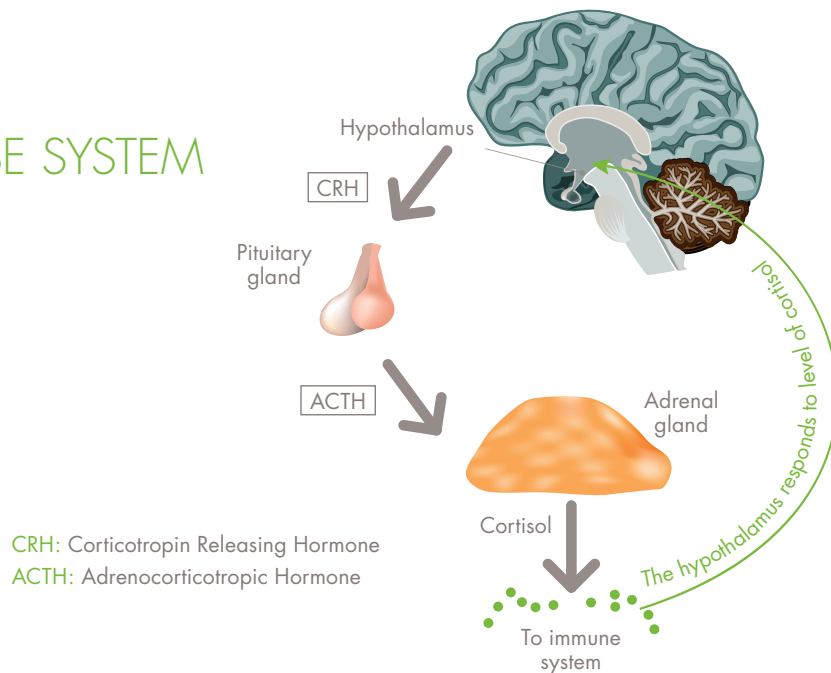 SYSTEM
Hypothalamus
CRH
Pituitary
gland
ACTH
Adrenal
gland
Cortisol
The hypothalamus responds to level of cortisol
CRH: Corticotropin Releasing Hormone
ACTH: Adrenocorticotropic Hormone
To immune
system